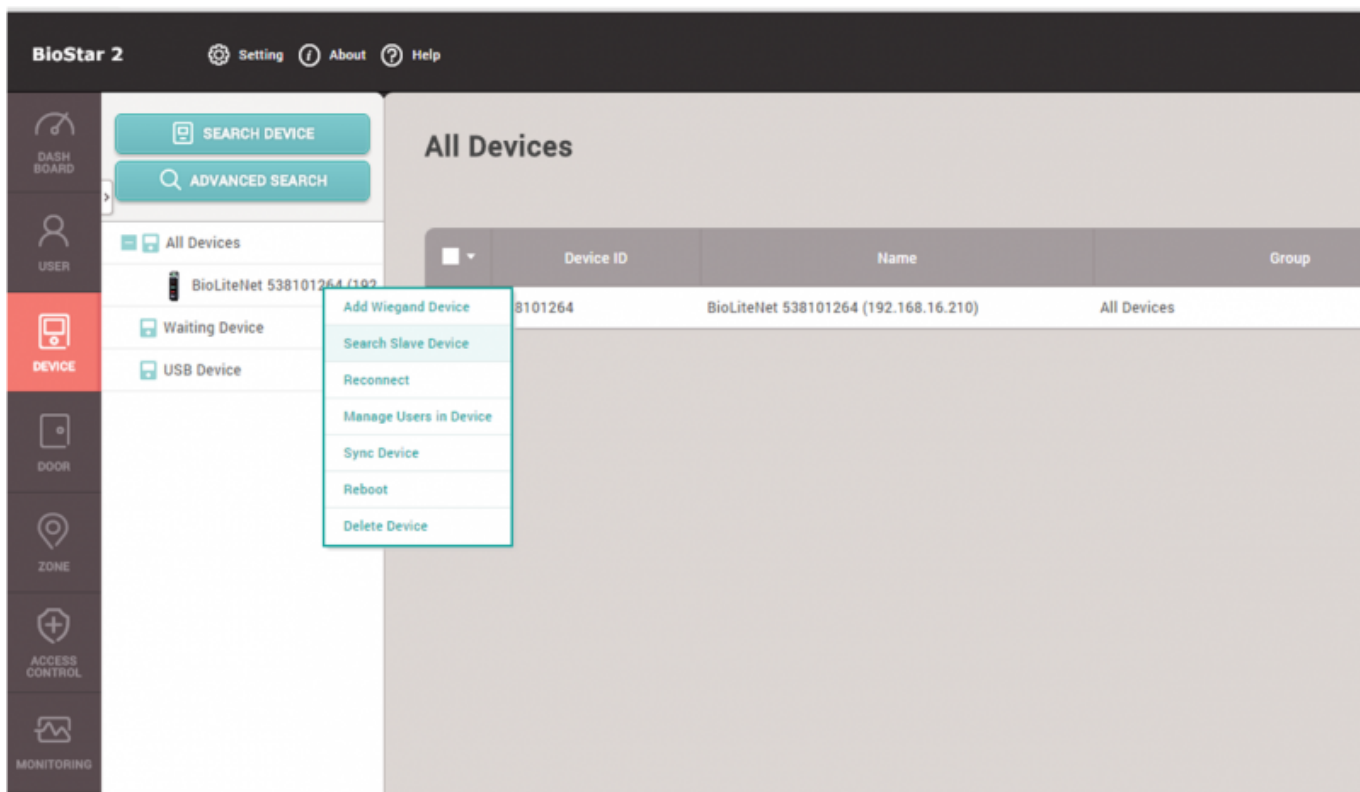 BioStar 2
Setting
About
Help
DASH
BOARD
USER
DEVICE
DOOR
ZONE
ACCESS
CONTROL
MONITORING
SEARCH DEVICE
ADVANCED SEARCH
All Devices
BioLiteNet 538101264 (192
Waiting Device
USB Device
Add Wiegand Device
Search Slave Device
Reconnect
Manage Users in Device
Sync Device
Reboot
Delete Device
All Devices
Device ID Name Group
8101264 BioLiteNet 538101264 (192.168.16.210) All Devices